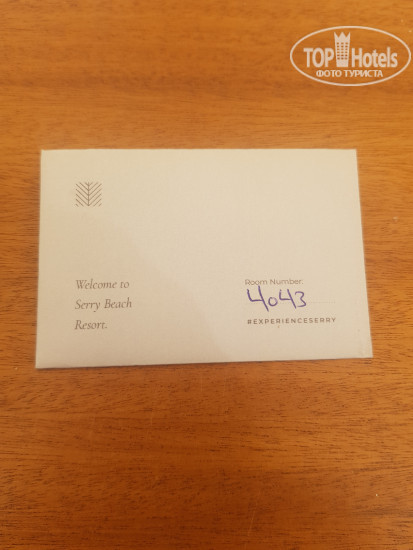 TOP Hotels
ФОТО ТУРИСТА
Welcome to
Serry Beach
Resort.
Room Number:
4043
#EXPERIENCESERRY